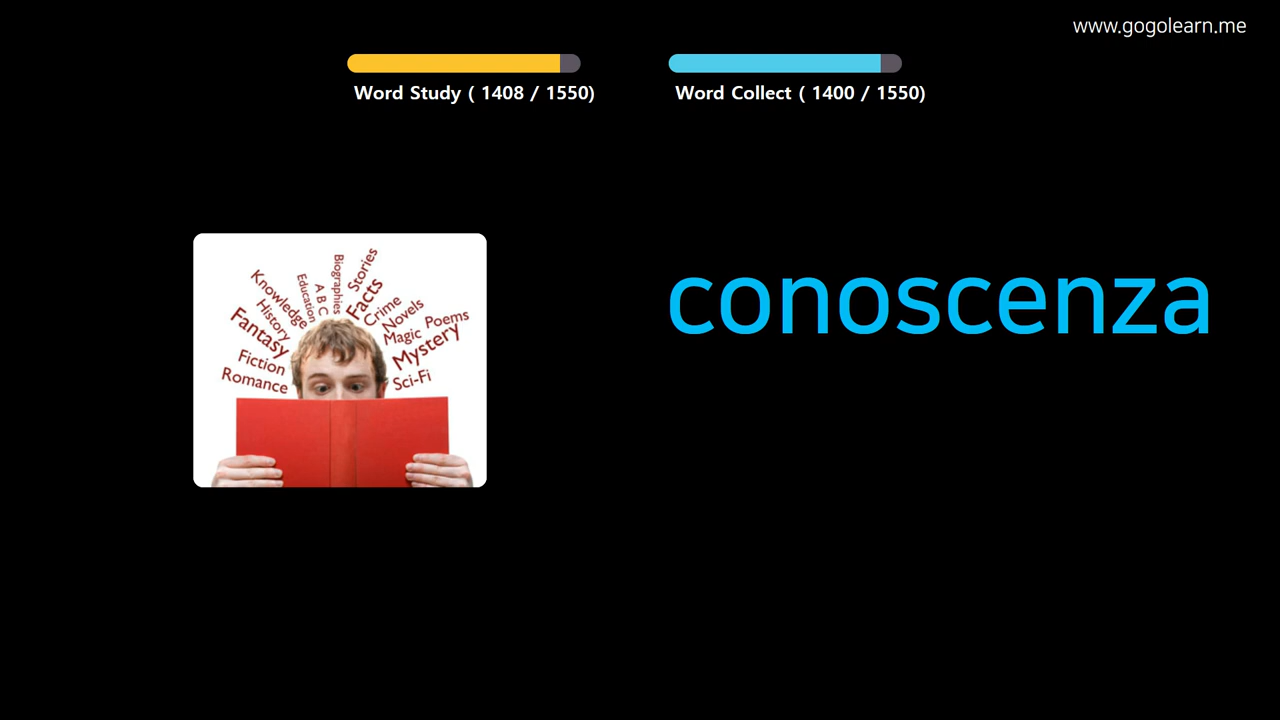 www.gogolearn.me
Word Study ( 1408 / 1550)
Word Collect ( 1400 / 1550)
conoscenza
Knowledge
History
Fantasy
Fiction
Romance
Education
A B C
Biographies
Stories
Facts
Crime
Novels
Magic
Poems
Mystery
Sci-Fi